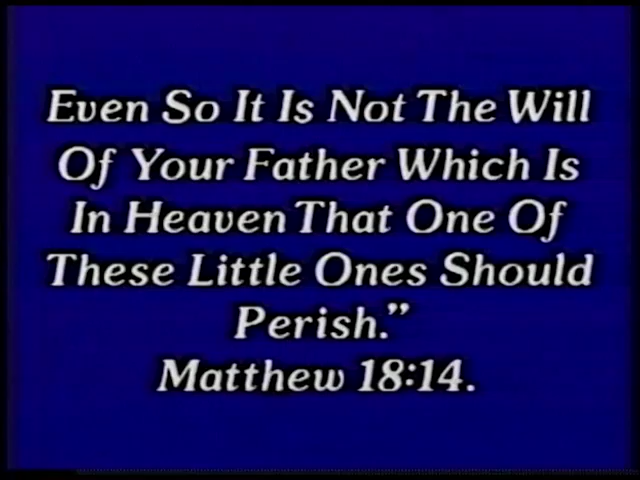 Even So It Is Not The Will
Of Your Father Which Is
In Heaven That One Of
These Little Ones Should
Perish.”
Matthew 18:14.